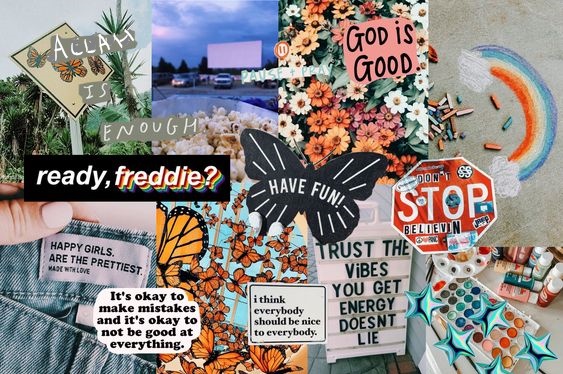 ALLAH
IS
ENOUGH
PAUSE + PRAY
GOD is
GOOD
ready, freddie?
HAVE FUN!
DON'T
STOP
BELIEVIN
HAPPY GIRLS,
ARE THE PRETTIEST.
MADE WITH LOVE
It's okay to
make mistakes
and it's okay to
not be good at
everything.
i think
everybody
should be nice
to everybody.
TRUST THE
ViBES
YOU GET
ENERGY
DOESNT
LIE